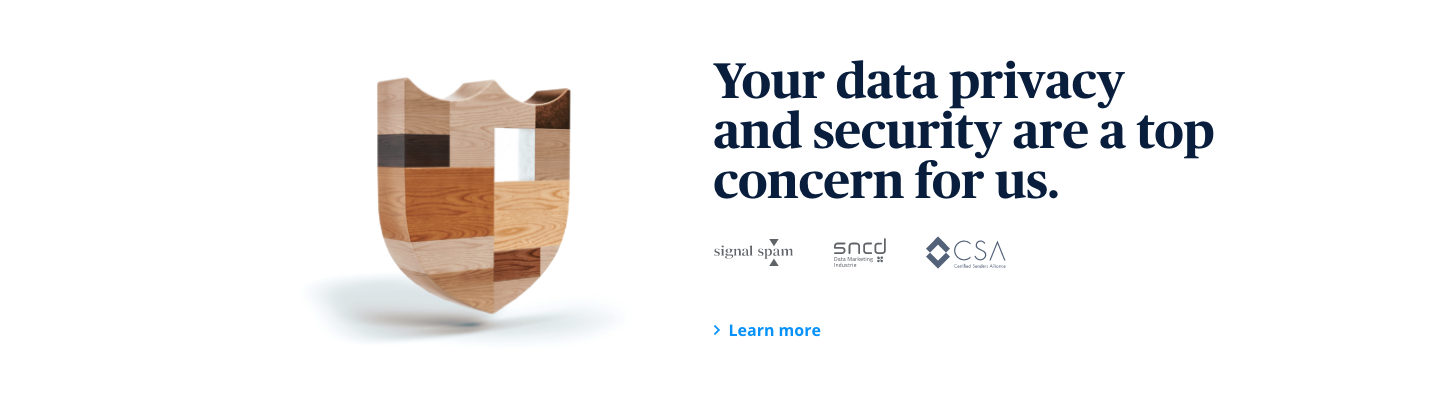 Your data privacy
and security are a top
concern for us.
signal spam
sncd
Data Marketing
Industrie
CSA
Certified Senders Alliance
Learn more